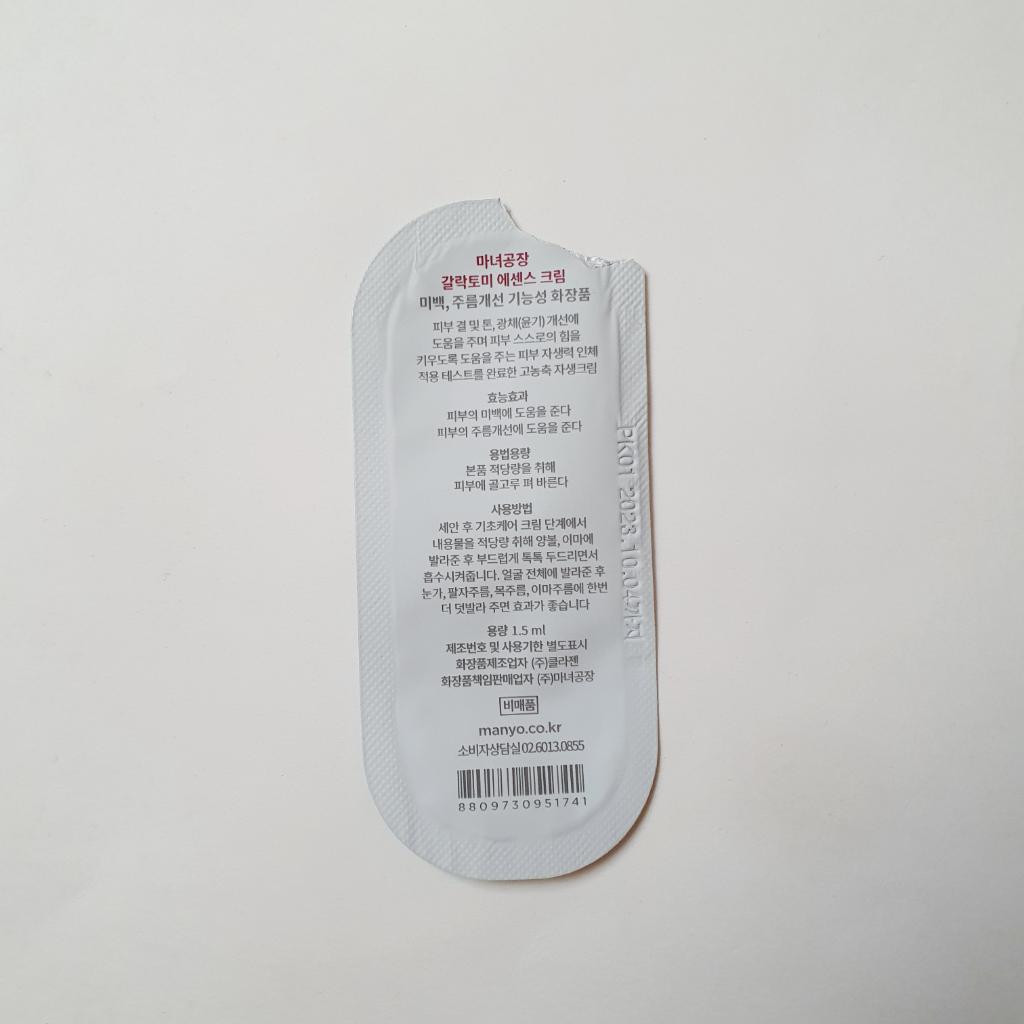 마녀공장
갈락토미 에센스 크림
미백, 주름개선 기능성 화장품
피부 결 및 톤, 광채(윤기) 개선에
도움을 주며 피부 스스로의 힘을
키우도록 도움을 주는 피부 자생력 인체
적용 테스트를 완료한 고농축 자생크림
효능효과
피부의 미백에 도움을 준다
피부의 주름개선에 도움을 준다
용법용량
본품 적당량을 취해
피부에 골고루 펴 바른다
사용방법
세안 후 기초케어 크림 단계에서
내용물을 적당량 취해 양볼, 이마에
발라준 후 부드럽게 톡톡 두드리면서
흡수시켜줍니다. 얼굴 전체에 발라준 후
눈가, 팔자주름, 목주름, 이마주름에 한번
더 덧발라 주면 효과가 좋습니다
용량 1.5 ml
제조번호 및 사용기한 별도표시
화장품제조업자 (주)클라젠
화장품책임판매업자 (주)마녀공장
비매품
manyo.co.kr
소비자상담실 02.6013.0855
8809730951741
PK01 2023.10.04까지